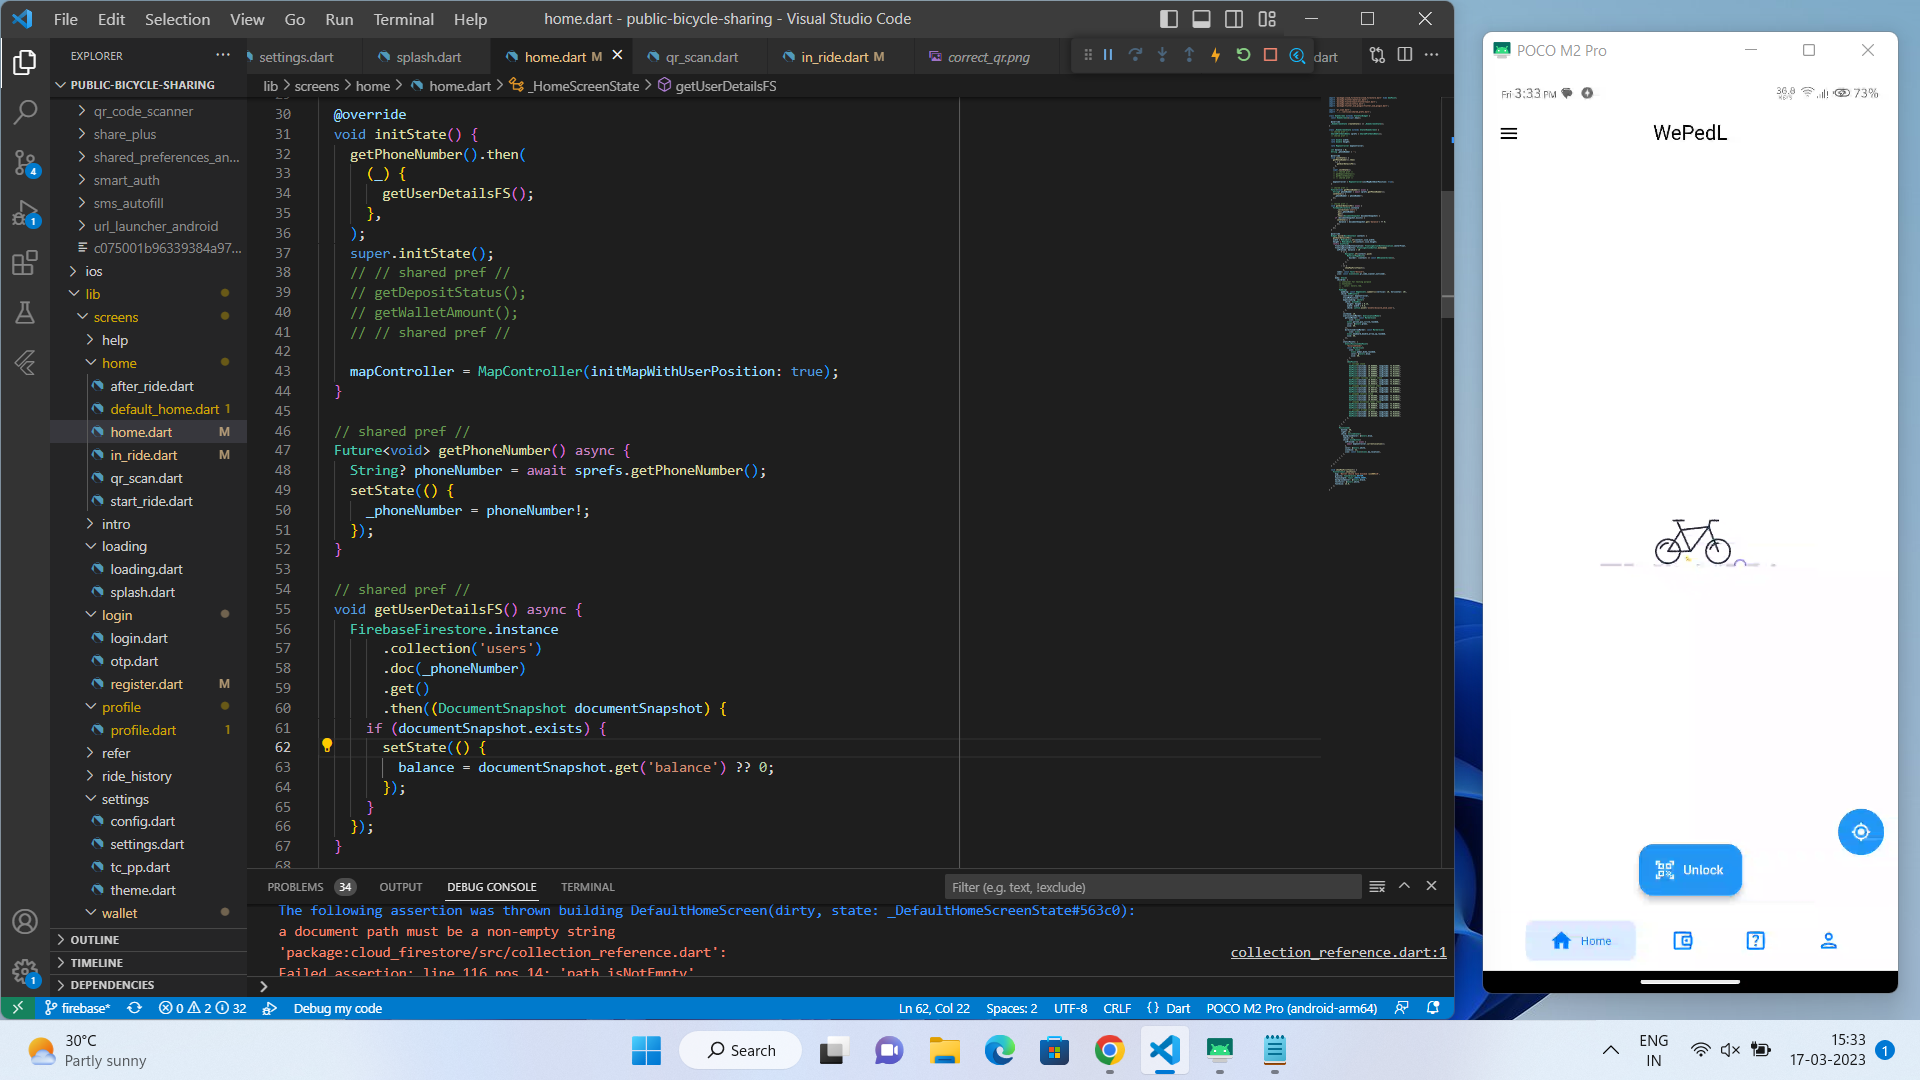 File Edit Selection View Go Run Terminal Help
home.dart - public-bicycle-sharing - Visual Studio Code
EXPLORER
settings.dart
splash.dart
home.dart M
qr_scan.dart
in_ride.dart M
correct_qr.png
dart
PUBLIC-BICYCLE-SHARING
lib > screens > home > home.dart > _HomeScreenState > getUserDetailsFS
qr_code_scanner
share_plus
shared_preferences_an...
smart_auth
sms_autofill
url_launcher_android
c075001b96339384a97...
ios
lib
screens
help
home
after_ride.dart
default_home.dart 1
home.dart M
in_ride.dart M
qr_scan.dart
start_ride.dart
intro
loading
loading.dart
splash.dart
login
login.dart
otp.dart
register.dart M
profile
profile.dart 1
refer
ride_history
settings
config.dart
settings.dart
tc_pp.dart
theme.dart
wallet
OUTLINE
TIMELINE
DEPENDENCIES
4
1
1
30 @override
31 void initState() {
32 getPhoneNumber().then(
33 (_) {
34 getUserDetailsFS();
35 },
36 );
37 super.initState();
38 // // shared pref //
39 // getDepositStatus();
40 // getWalletAmount();
41 // // shared pref //
42
43 mapController = MapController(initMapWithUserPosition: true);
44 }
45
46 // shared pref //
47 Future<void> getPhoneNumber() async {
48 String? phoneNumber = await sprefs.getPhoneNumber();
49 setState(() {
50 _phoneNumber = phoneNumber!;
51 });
52 }
53
54 // shared pref //
55 void getUserDetailsFS() async {
56 FirebaseFirestore.instance
57 .collection('users')
58 .doc(_phoneNumber)
59 .get()
60 .then((DocumentSnapshot documentSnapshot) {
61 if (documentSnapshot.exists) {
62 setState(() {
63 balance = documentSnapshot.get('balance') ?? 0;
64 });
65 }
66 });
67 }
68
PROBLEMS 34 OUTPUT DEBUG CONSOLE TERMINAL
Filter (e.g. text, !exclude)
The following assertion was thrown building DefaultHomeScreen(dirty, state: _DefaultHomeScreenState#563c0):
a document path must be a non-empty string
'package:cloud_firestore/src/collection_reference.dart':
collection_reference.dart:1
Failed assertion: line 116 pos 14: 'path.isNotEmpty'
firebase* 0 2 32 Debug my code
Ln 62, Col 22 Spaces: 2 UTF-8 CRLF {} Dart POCO M2 Pro (android-arm64)
POCO M2 Pro
Fri 3:33 PM
36.8
73%
WePedL
Unlock
Home
30°C
Partly sunny
Search
ENG
IN
15:33
17-03-2023
1